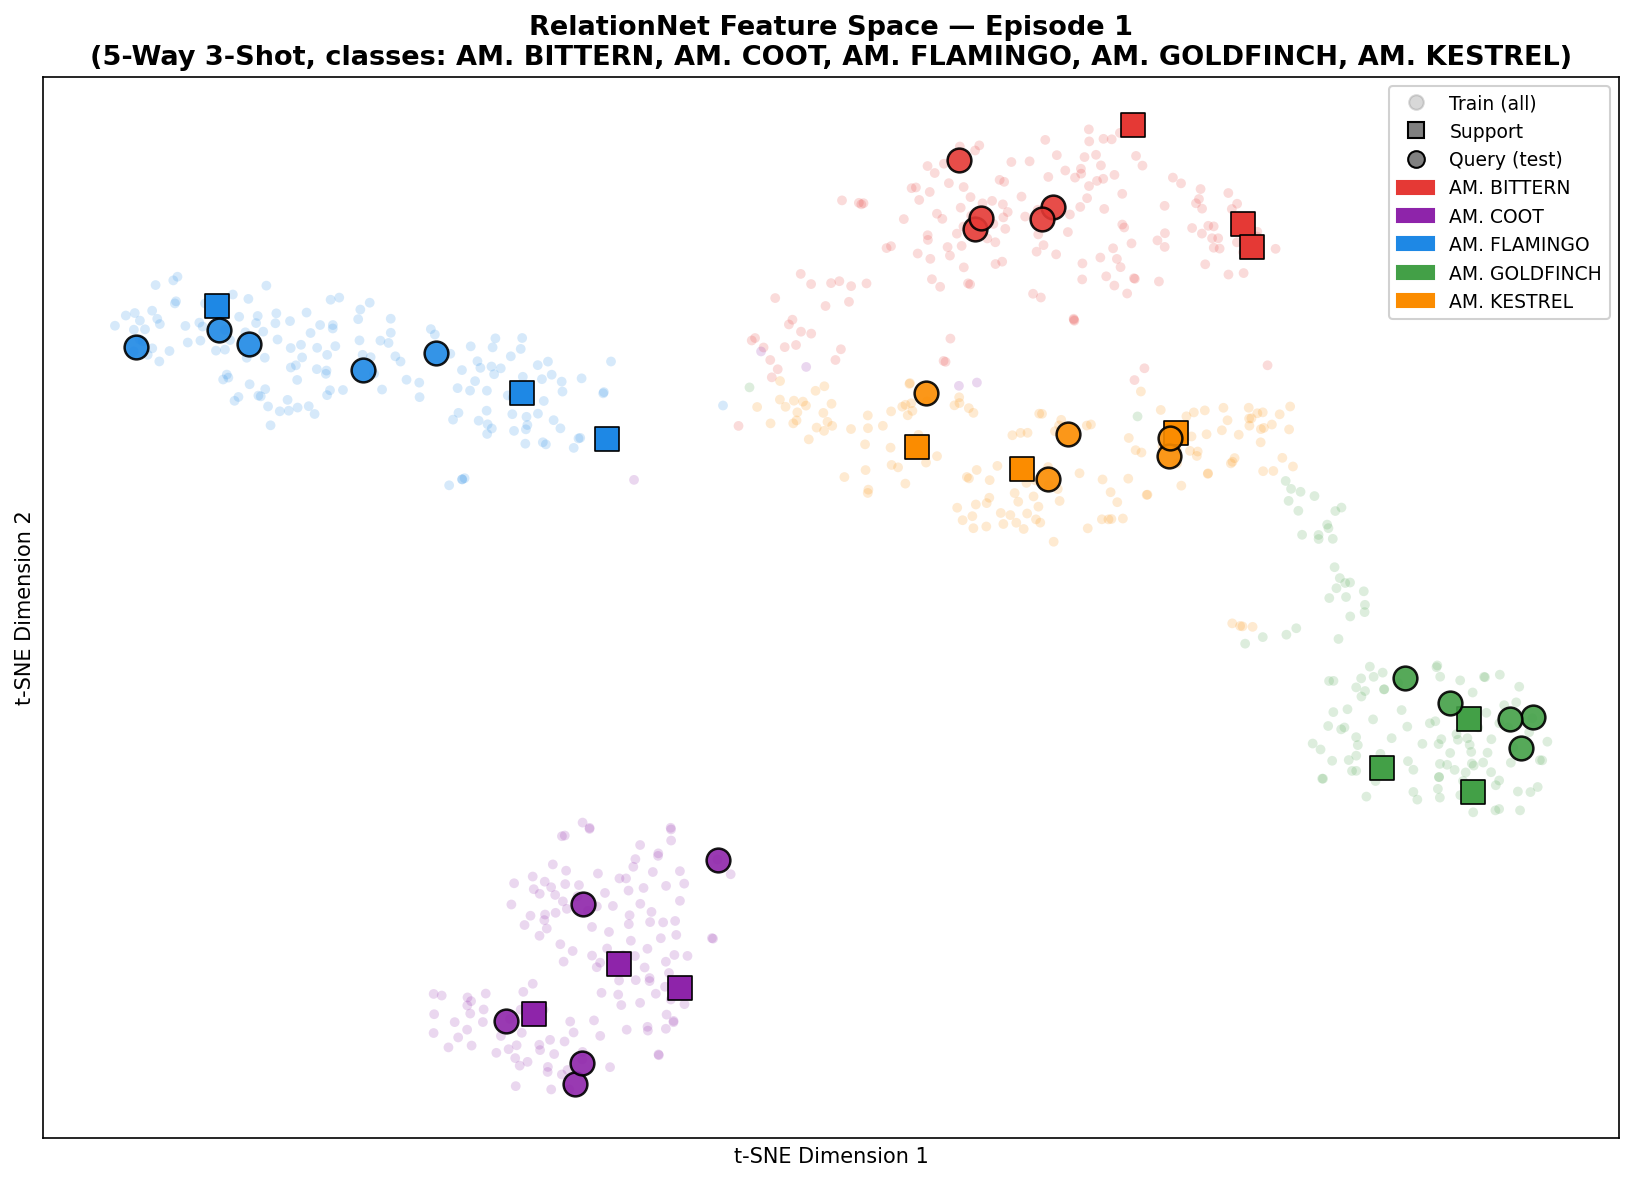 RelationNet Feature Space — Episode 1
(5-Way 3-Shot, classes: AM. BITTERN, AM. COOT, AM. FLAMINGO, AM. GOLDFINCH, AM. KESTREL)
Train (all)
Support
Query (test)
AM. BITTERN
AM. COOT
AM. FLAMINGO
AM. GOLDFINCH
AM. KESTREL
t-SNE Dimension 2
t-SNE Dimension 1